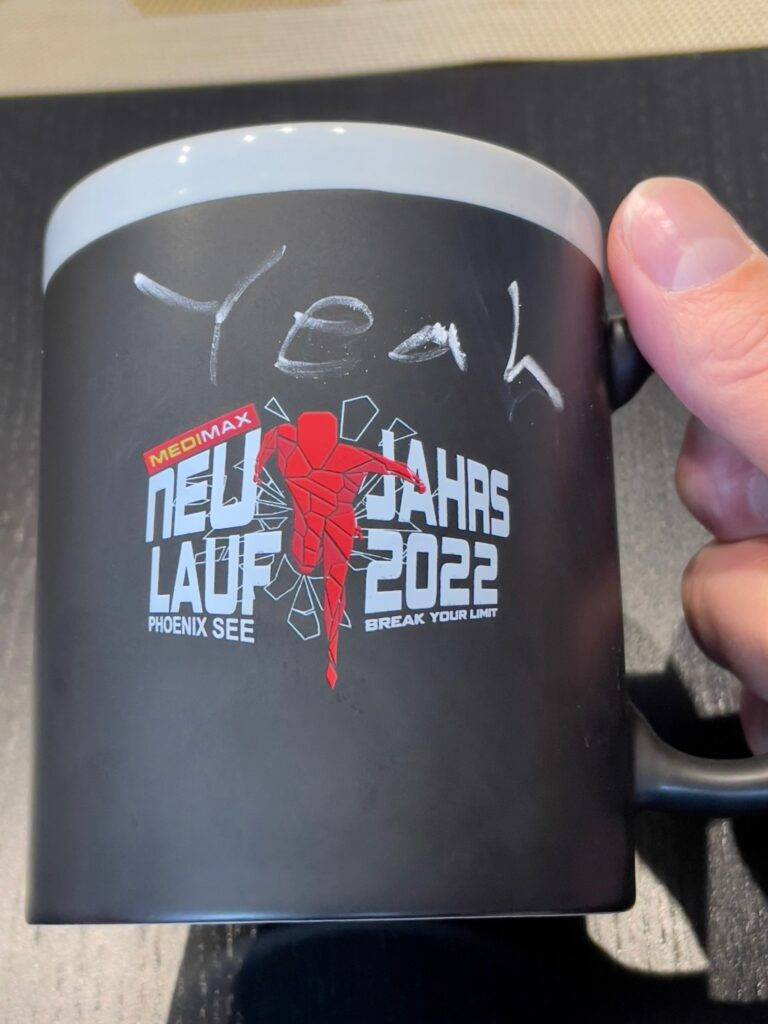 Yeah
MEDIMAX
NEU JAHRS
LAUF 2022
PHOENIX SEE BREAK YOUR LIMIT